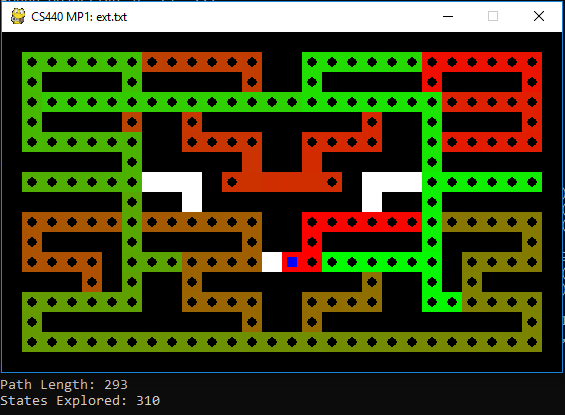 CS440 MP1: ext.txt
Path Length: 293
States Explored: 310